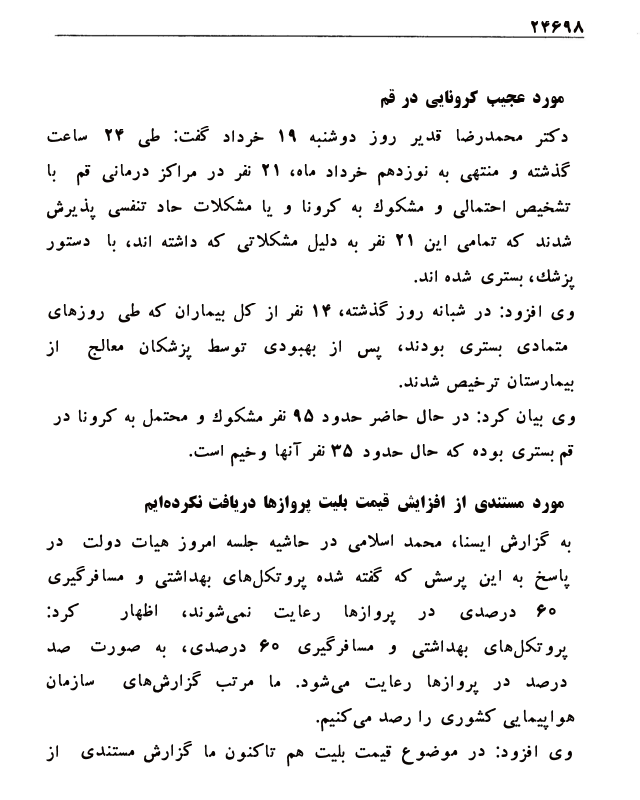 ۲۴۶۹۸
مورد عجیب کرونایی در قم
دکتر محمدرضا قدیر روز دوشنبه ۱۹ خرداد گفت: طی ۲۴ ساعت
گذشته و منتهی به نوزدهم خرداد ماه، ۲۱ نفر در مراکز درمانی قم با
تشخیص احتمالی و مشکوك به کرونا و یا مشکلات حاد تنفسی پذیرش
شدند که تمامی این ۲۱ نفر به دلیل مشکلاتی که داشته اند، با دستور
پزشك، بستری شده اند.
وی افزود: در شبانه روز گذشته، ۱۴ نفر از کل بیماران که طی روزهای
متمادی بستری بودند، پس از بهبودی توسط پزشکان معالج از
بیمارستان ترخیص شدند.
وی بیان کرد: در حال حاضر حدود ۹۵ نفر مشکوك و محتمل به کرونا در
قم بستری بوده که حال حدود ۳۵ نفر آنها وخیم است.
مورد مستندی از افزایش قیمت بلیت پروازها دریافت نکرده‌ایم
به گزارش ایسنا، محمد اسلامی در حاشیه جلسه امروز هیات دولت در
پاسخ به این پرسش که گفته شده پروتکل‌های بهداشتی و مسافرگیری
۶۰ درصدی در پروازها رعایت نمی‌شوند، اظهار کرد:
پروتکل‌های بهداشتی و مسافرگیری ۶۰ درصدی، به صورت صد
درصد در پروازها رعایت می‌شود. ما مرتب گزارش‌های سازمان
هواپیمایی کشوری را رصد می‌کنیم.
وی افزود: در موضوع قیمت بلیت هم تاکنون ما گزارش مستندی از